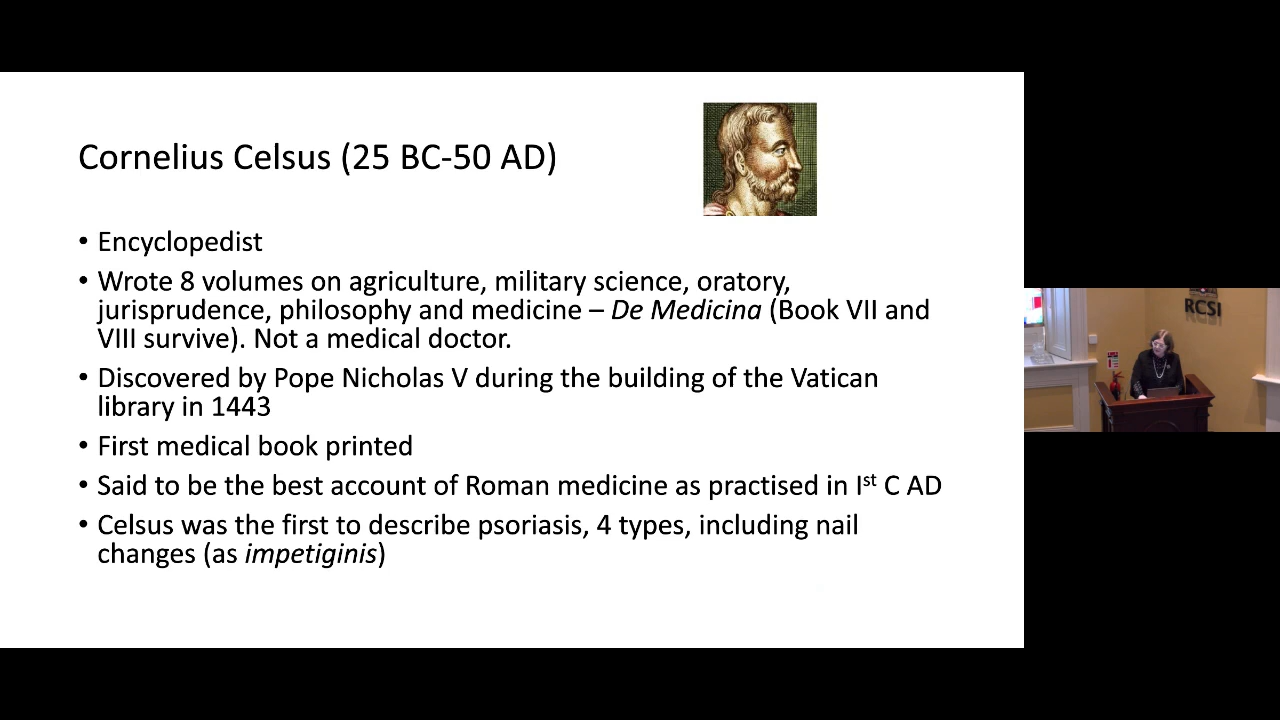 Cornelius Celsus (25 BC-50 AD)
• Encyclopedist
• Wrote 8 volumes on agriculture, military science, oratory,
jurisprudence, philosophy and medicine – De Medicina (Book VII and
VIII survive). Not a medical doctor.
• Discovered by Pope Nicholas V during the building of the Vatican
library in 1443
• First medical book printed
• Said to be the best account of Roman medicine as practised in Ist C AD
• Celsus was the first to describe psoriasis, 4 types, including nail
changes (as impetiginis)
RCSI